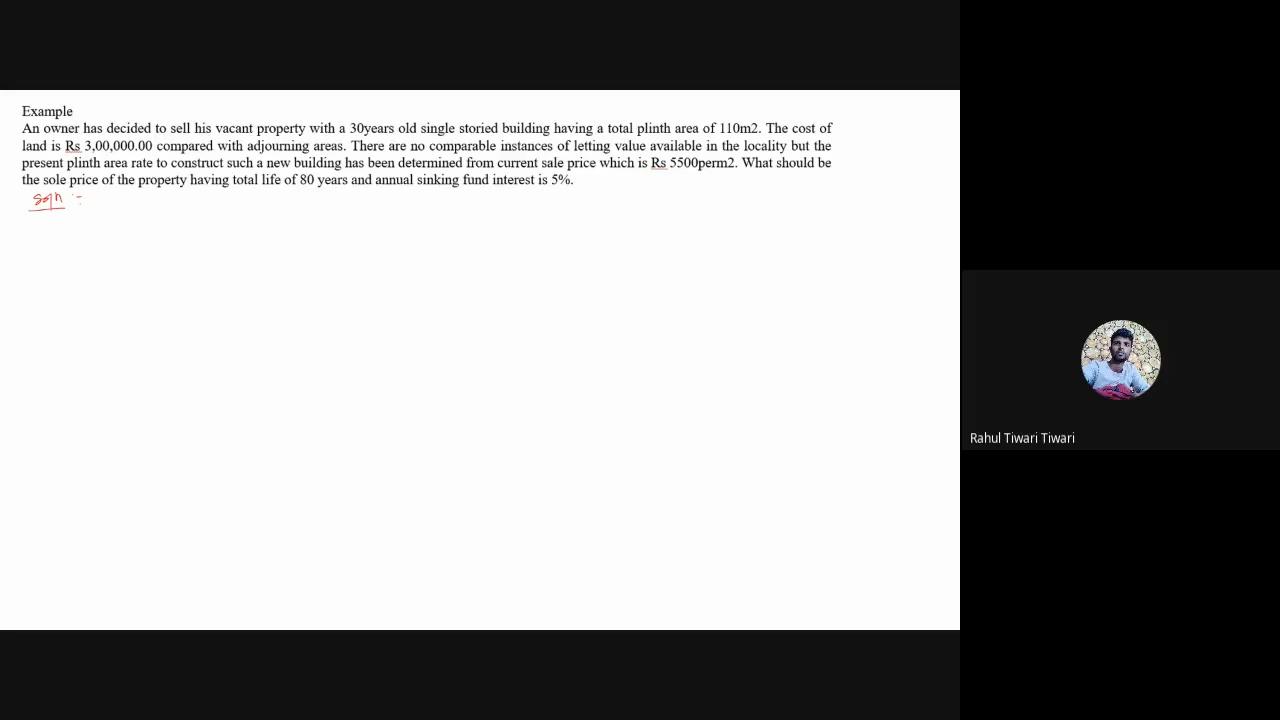 Example
An owner has decided to sell his vacant property with a 30years old single storied building having a total plinth area of 110m2. The cost of
land is Rs 3,00,000.00 compared with adjourning areas. There are no comparable instances of letting value available in the locality but the
present plinth area rate to construct such a new building has been determined from current sale price which is Rs 5500perm2. What should be
the sole price of the property having total life of 80 years and annual sinking fund interest is 5%.
Rahul Tiwari Tiwari